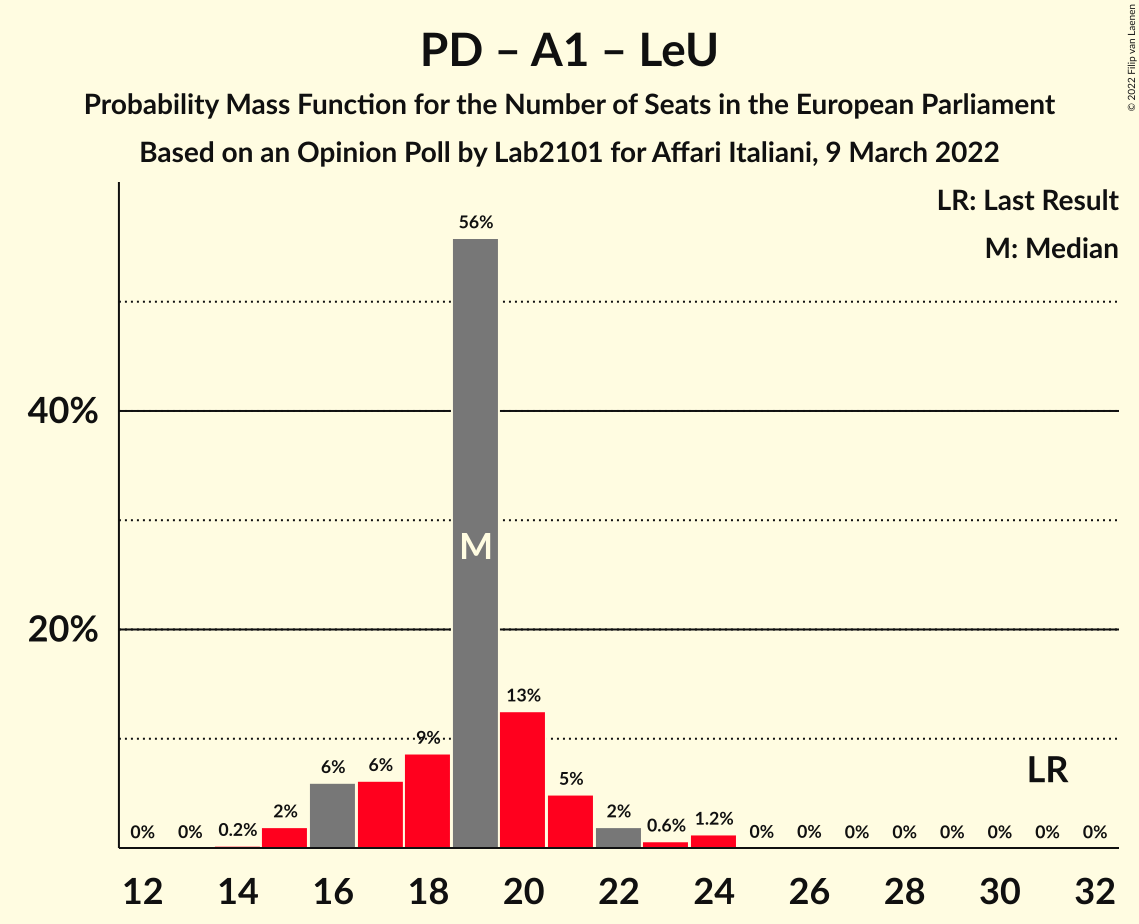 PD – A1 – LeU
Probability Mass Function for the Number of Seats in the European Parliament
Based on an Opinion Poll by Lab2101 for Affari Italiani, 9 March 2022
© 2022 Filip van Laenen
LR: Last Result
M: Median
56%
40%
M
20%
13%
9%
6% 6%
5%
LR
2%
2%
0% 0% 0.2%
0.6% 1.2% 0% 0% 0% 0% 0% 0% 0% 0%
12 14 16 18 20 22 24 26 28 30 32